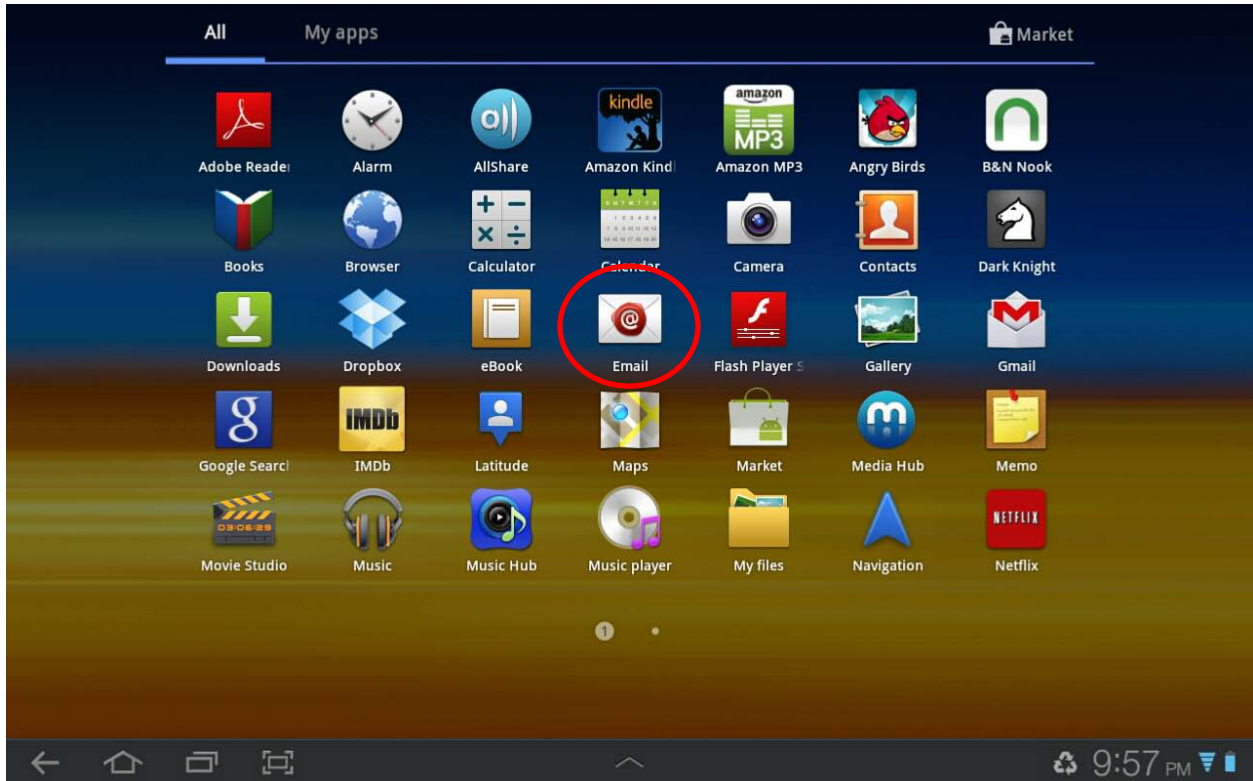 All My apps Market
kindle amazon MP3
Adobe Reader Alarm AllShare Amazon Kindl Amazon MP3 Angry Birds B&N Nook
Books Browser Calculator Calendar Camera Contacts Dark Knight
Downloads Dropbox eBook Email Flash Player S Gallery Gmail
IMDb
Google Search IMDb Latitude Maps Market Media Hub Memo
03:06:29 NETFLIX
Movie Studio Music Music Hub Music player My files Navigation Netflix
1
9:57 PM